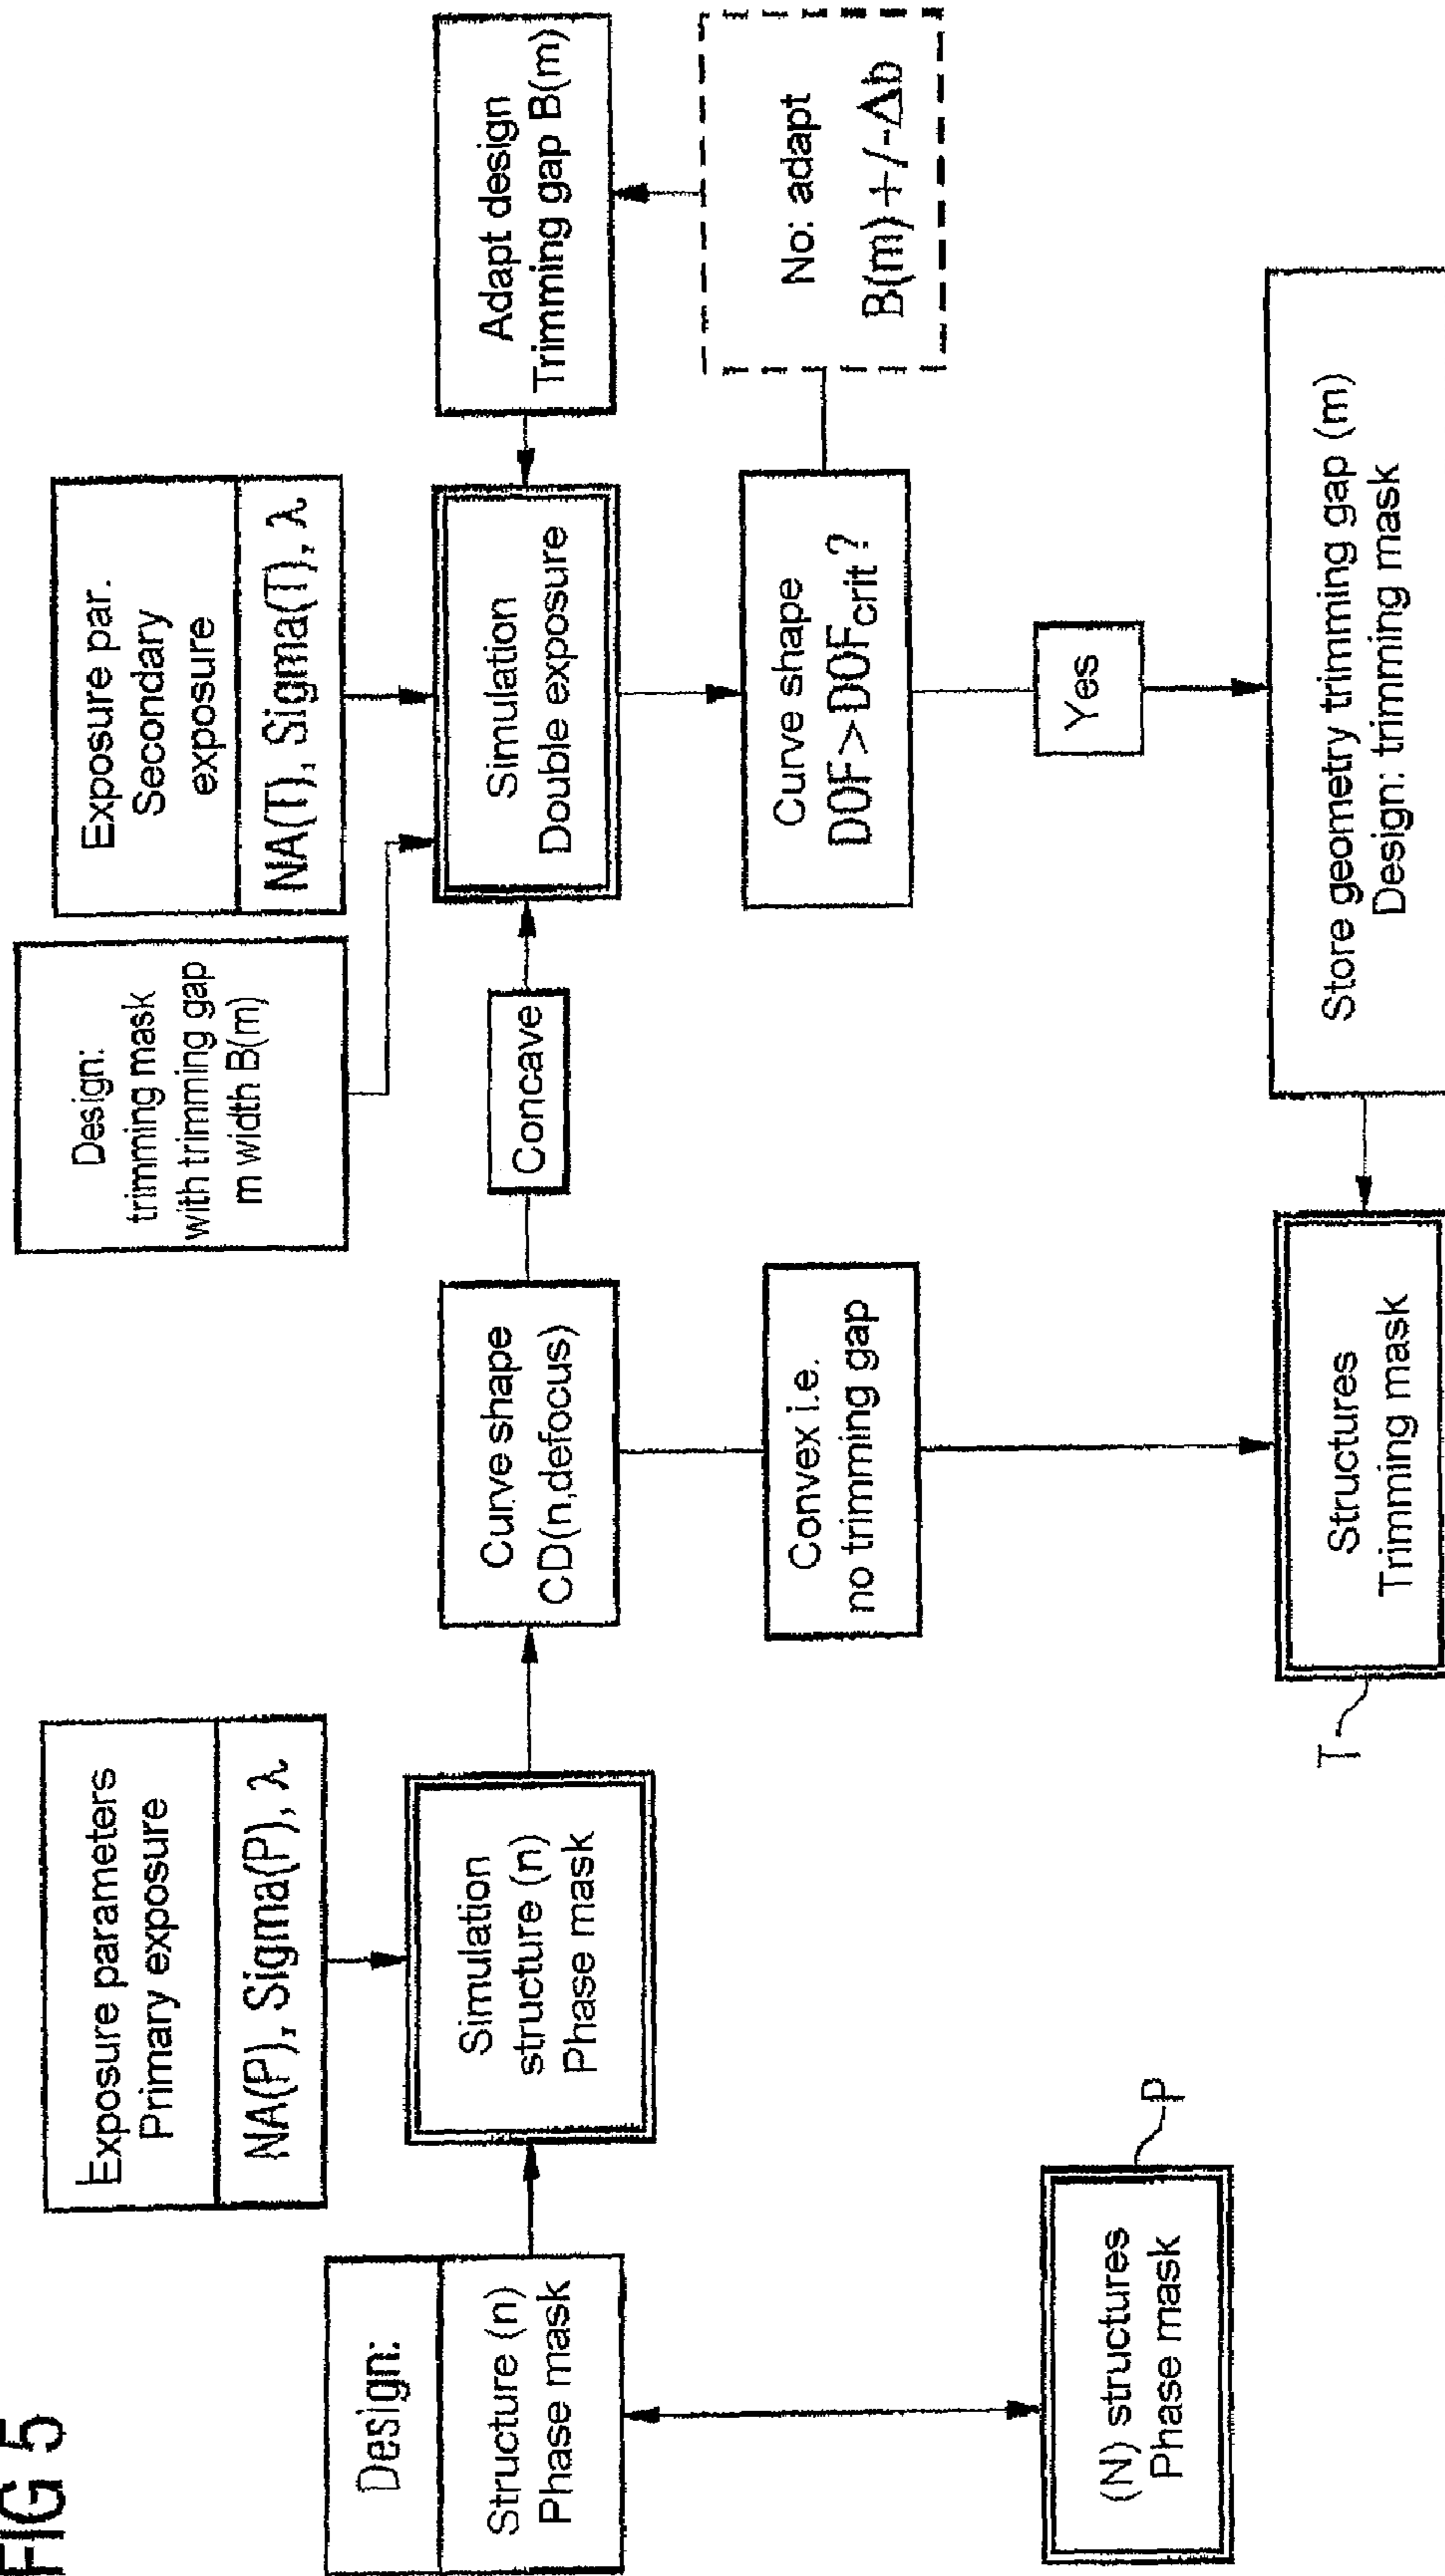 FIG 5
Design:
Structure (n)
Phase mask
(N) structures
Phase mask
P
Exposure parameters
Primary exposure
NA(P), Sigma(P), λ
Simulation
structure (n)
Phase mask
Curve shape
CD(n,defocus)
Convex i.e.
no trimming gap
Structures
Trimming mask
T
Concave
Design:
trimming mask
with trimming gap
m width B(m)
Exposure par.
Secondary
exposure
NA(T), Sigma(T), λ
Simulation
Double exposure
Adapt design
Trimming gap B(m)
Curve shape
DOF>DOFcrit ?
No: adapt
B(m)+/-Δb
Yes
Store geometry trimming gap (m)
Design: trimming mask